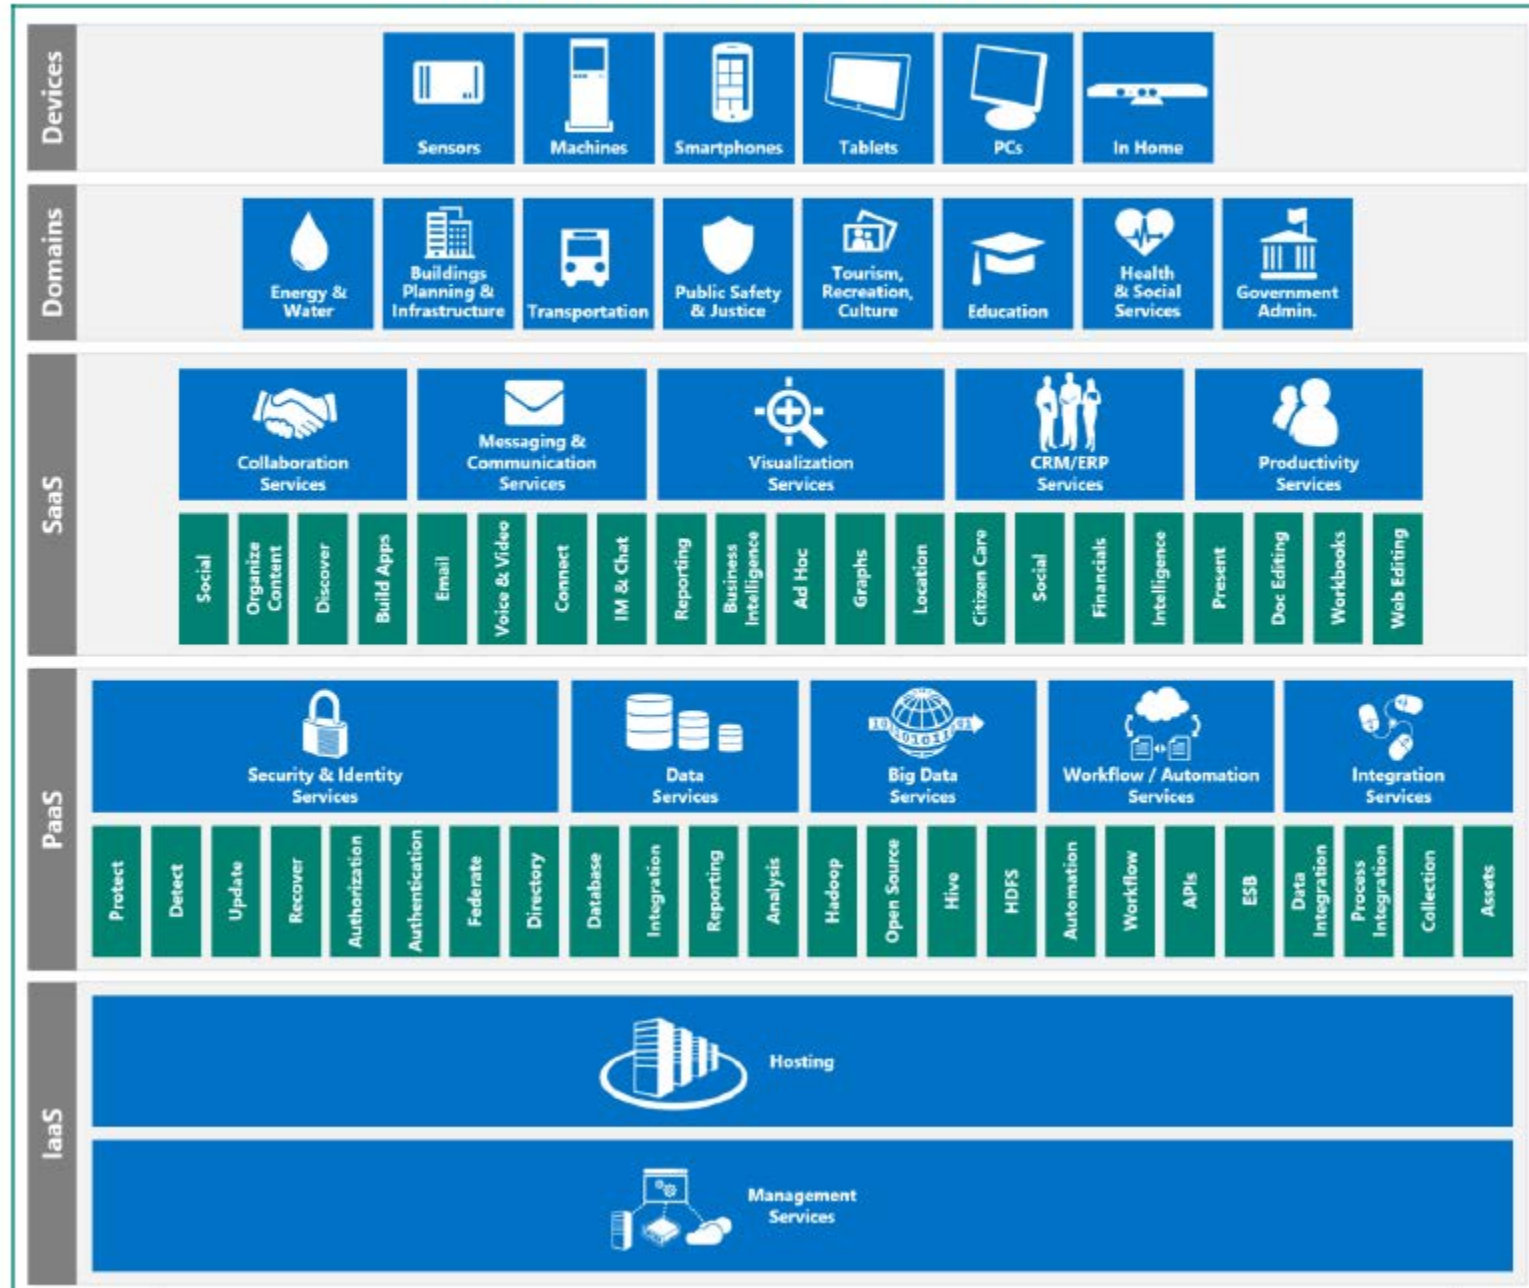 Devices
Sensors
Machines
Smartphones
Tablets
PCs
In Home
Domains
Energy &
Water
Buildings
Planning &
Infrastructure
Transportation
Public Safety
& Justice
Tourism,
Recreation,
Culture
Education
Health
& Social
Services
Government
Admin.
SaaS
Collaboration
Services
Messaging &
Communication
Services
Visualization
Services
CRM/ERP
Services
Productivity
Services
Social
Organize
Content
Discover
Build Apps
Email
Voice & Video
Connect
IM & Chat
Reporting
Business
Intelligence
Ad Hoc
Graphs
Location
Citizen Care
Social
Financials
Intelligence
Present
Doc Editing
Workbooks
Web Editing
PaaS
Security & Identity
Services
Data
Services
Big Data
Services
Workflow / Automation
Services
Integration
Services
Protect
Detect
Update
Recover
Authorization
Authentication
Federate
Directory
Database
Integration
Reporting
Analysis
Hadoop
Open Source
Hive
HDFS
Automation
Workflow
APIs
ESB
Data
Integration
Process
Integration
Collection
Assets
IaaS
Hosting
Management
Services